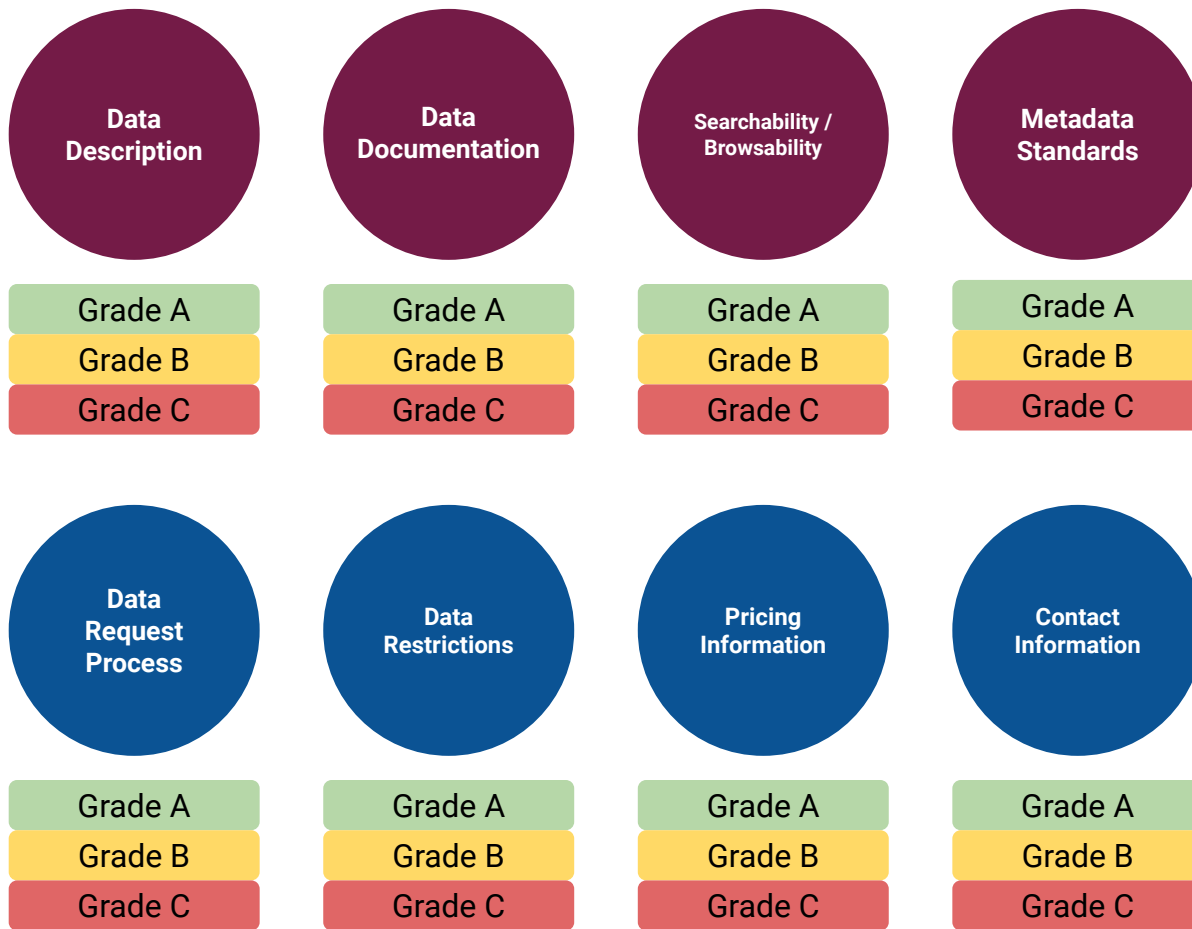 Data
Description
Data
Documentation
Searchability /
Browsability
Metadata
Standards
Grade A
Grade B
Grade C
Grade A
Grade B
Grade C
Grade A
Grade B
Grade C
Grade A
Grade B
Grade C
Data
Request
Process
Data
Restrictions
Pricing
Information
Contact
Information
Grade A
Grade B
Grade C
Grade A
Grade B
Grade C
Grade A
Grade B
Grade C
Grade A
Grade B
Grade C